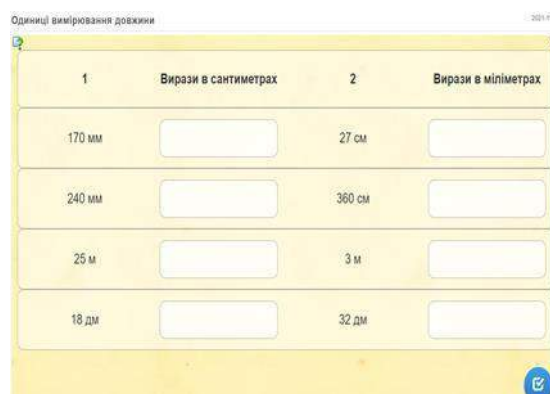 Одиниці вимірювання довжини
1 Вирази в сантиметрах 2 Вирази в міліметрах
170 мм 27 см
240 мм 360 см
25 м 3 м
18 дм 32 дм